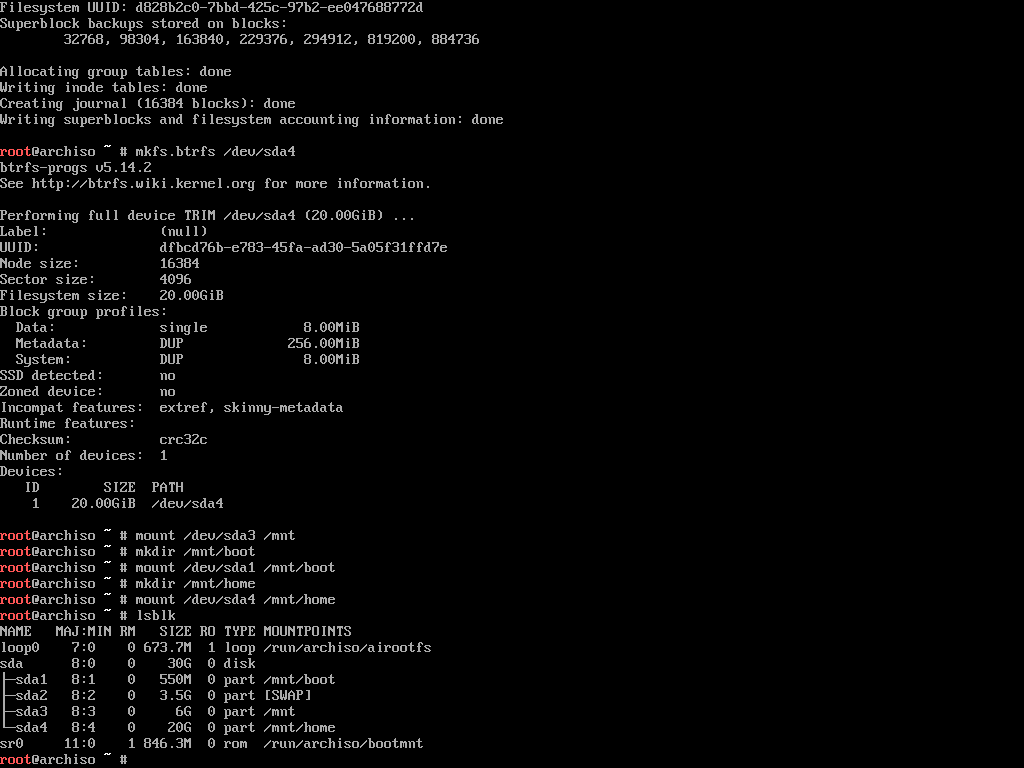 Filesystem UUID: d828b2c0-7bbd-425c-97b2-ee047688772d
Superblock backups stored on blocks:
        32768, 98304, 163840, 229376, 294912, 819200, 884736

Allocating group tables: done
Writing inode tables: done
Creating journal (16384 blocks): done
Writing superblocks and filesystem accounting information: done

root@archiso ~ # mkfs.btrfs /dev/sda4
btrfs-progs v5.14.2
See http://btrfs.wiki.kernel.org for more information.

Performing full device TRIM /dev/sda4 (20.00GiB) ...
Label:              (null)
UUID:               dfbcd76b-e783-45fa-ad30-5a05f31ffd7e
Node size:          16384
Sector size:        4096
Filesystem size:    20.00GiB
Block group profiles:
  Data:             single            8.00MiB
  Metadata:         DUP             256.00MiB
  System:           DUP               8.00MiB
SSD detected:       no
Zoned device:       no
Incompat features:  extref, skinny-metadata
Runtime features:
Checksum:           crc32c
Number of devices:  1
Devices:
   ID        SIZE  PATH
    1    20.00GiB  /dev/sda4

root@archiso ~ # mount /dev/sda3 /mnt
root@archiso ~ # mkdir /mnt/boot
root@archiso ~ # mount /dev/sda1 /mnt/boot
root@archiso ~ # mkdir /mnt/home
root@archiso ~ # mount /dev/sda4 /mnt/home
root@archiso ~ # lsblk
NAME   MAJ:MIN RM   SIZE RO TYPE MOUNTPOINTS
loop0    7:0    0 673.7M  1 loop /run/archiso/airootfs
sda      8:0    0    30G  0 disk
├─sda1   8:1    0   550M  0 part /mnt/boot
├─sda2   8:2    0   3.5G  0 part [SWAP]
├─sda3   8:3    0     6G  0 part /mnt
└─sda4   8:4    0    20G  0 part /mnt/home
sr0     11:0    1 846.3M  0 rom  /run/archiso/bootmnt
root@archiso ~ #